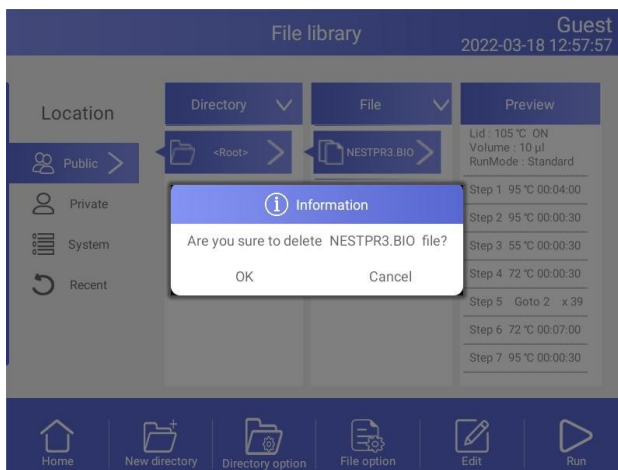 File library
Guest
2022-03-18 12:57:57
Location
Public
Private
System
Recent
Directory
<Root>
File
NESTPR3.BIO
Preview
Lid : 105 ℃ ON
Volume : 10 µl
RunMode : Standard
Step 1 95 ℃ 00:04:00
Step 2 95 ℃ 00:00:30
Step 3 55 ℃ 00:00:30
Step 4 72 ℃ 00:00:30
Step 5 Goto 2 x 39
Step 6 72 ℃ 00:07:00
Step 7 95 ℃ 00:00:30
Information
Are you sure to delete NESTPR3.BIO file?
OK
Cancel
Home
New directory
Directory option
File option
Edit
Run